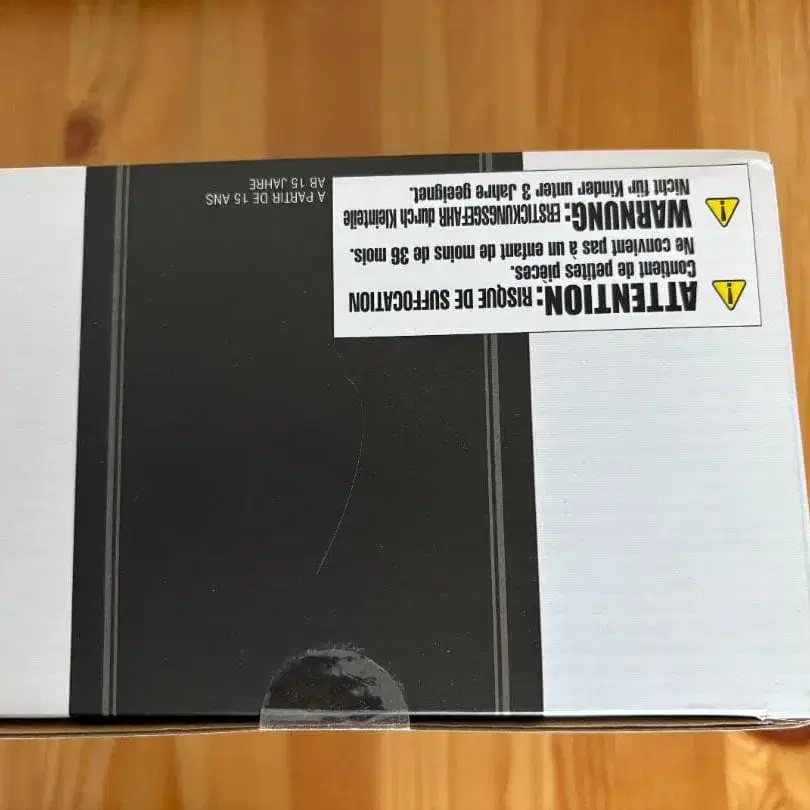 ATTENTION: RISQUE DE SUFFOCATION
Contient de petites pièces.
Ne convient pas à un enfant de moins de 36 mois.
WARNUNG: ERSTICKUNGSGEFAHR durch Kleinteile
Nicht für Kinder unter 3 Jahre geeignet.
A PARTIR DE 15 ANS
AB 15 JAHRE